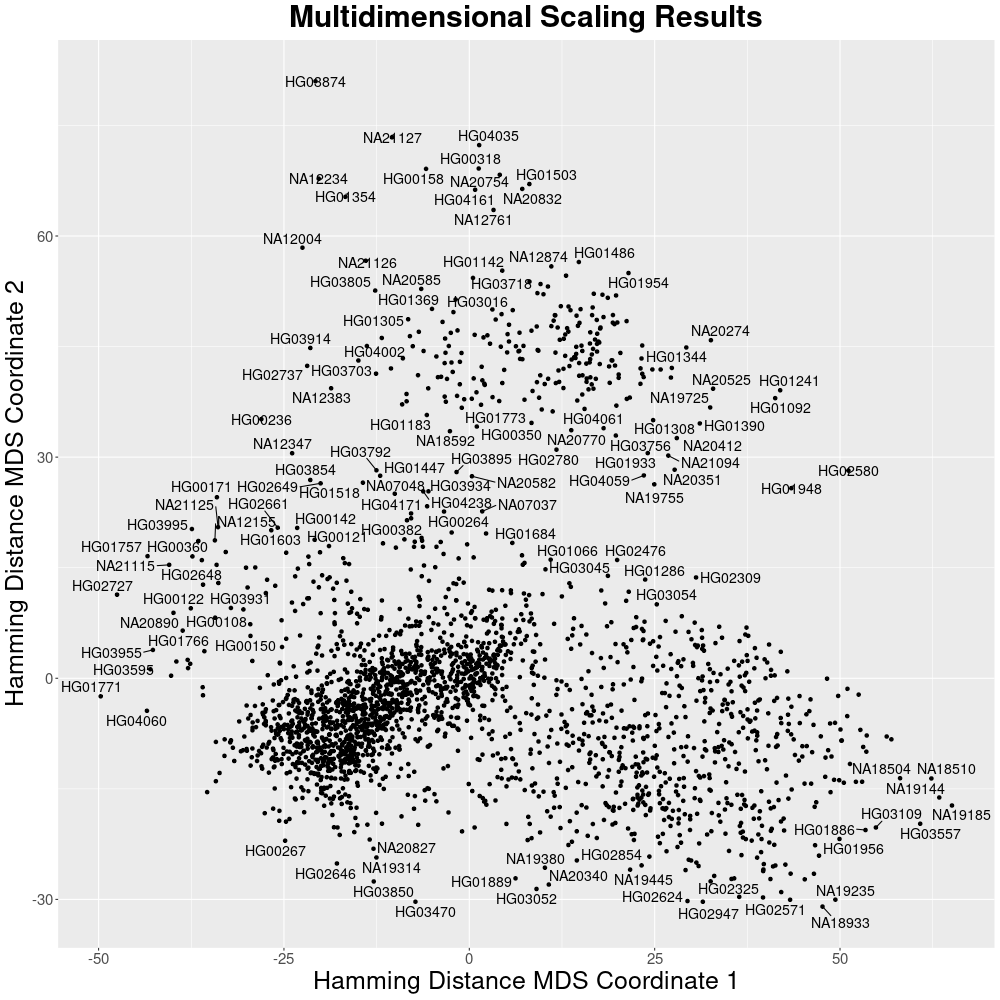 Multidimensional Scaling Results
HG03874
NA21127
HG04035
HG00318
NA12234
HG00158
NA20754
HG01503
HG01354
HG04161
NA20832
NA12761
60
NA12004
NA21126
HG01142
NA12874
HG01486
HG03805
NA20585
HG03718
HG01954
HG01369
HG03016
HG01305
NA20274
HG03914
HG04002
HG01344
HG02737
HG03703
NA20525
HG01241
NA12383
NA19725
HG01092
HG00236
HG01183
HG01773
HG04061
HG01308
HG01390
NA12347
NA18592
HG00350
NA20770
HG03756
NA20412
30
HG03792
HG03895
HG02780
HG01933
NA21094
HG03854
HG01447
HG02580
HG00171
HG02649
HG01518
NA07048
HG03934
NA20582
HG04059
NA20351
HG01948
NA21125
HG02661
HG04171
HG04238
NA07037
NA19755
HG03995
NA12155
HG00142
HG00382
HG00264
HG01757
HG00360
HG01603
HG00121
HG01684
HG01066
HG02476
NA21115
HG02648
HG03045
HG01286
HG02309
HG02727
HG00122
HG03931
HG03054
NA20890
HG00108
HG01766
HG00150
HG03955
HG03595
0
HG01771
HG04060
NA18504
NA18510
NA19144
NA19185
HG03109
HG01886
HG03557
HG01956
HG00267
NA20827
NA19380
HG02854
HG02646
NA19314
HG01889
NA20340
NA19445
HG03850
HG03052
HG02624
HG02325
NA19235
-30
HG03470
HG02947
HG02571
NA18933
-50
-25
0
25
50
Hamming Distance MDS Coordinate 1
Hamming Distance MDS Coordinate 2